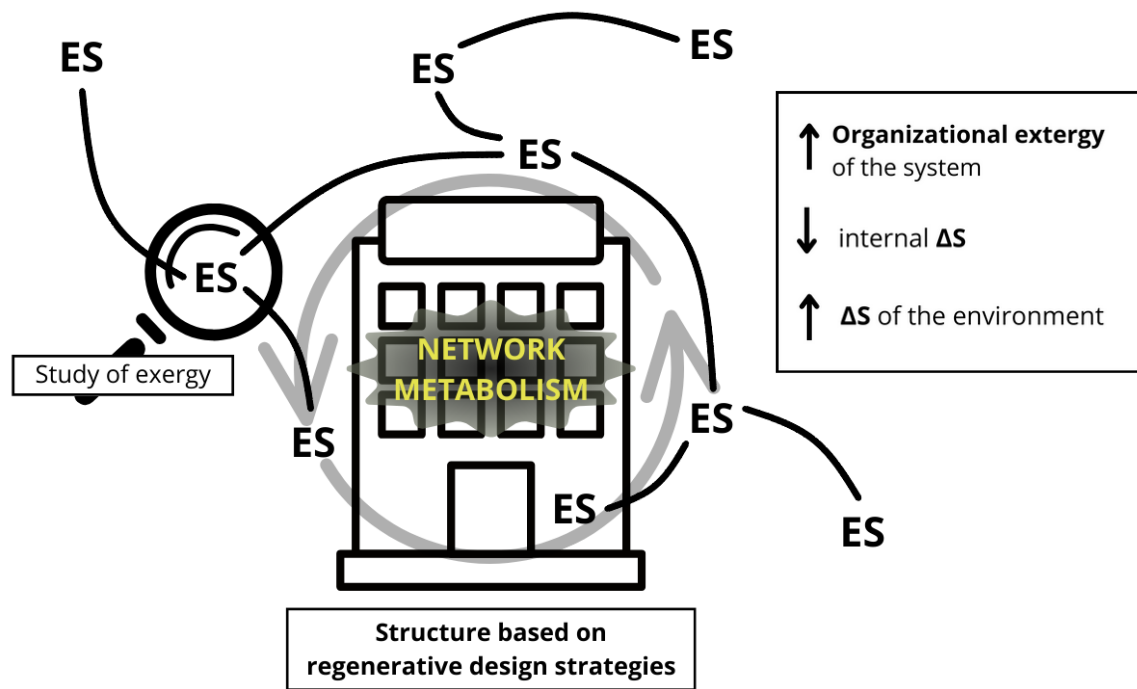 ES
ES
ES
ES
ES
Study of exergy
ES
ES
ES
ES
NETWORK
METABOLISM
Structure based on
regenerative design strategies
↑ Organizational extergy
of the system
↓ internal ΔS
↑ ΔS of the environment